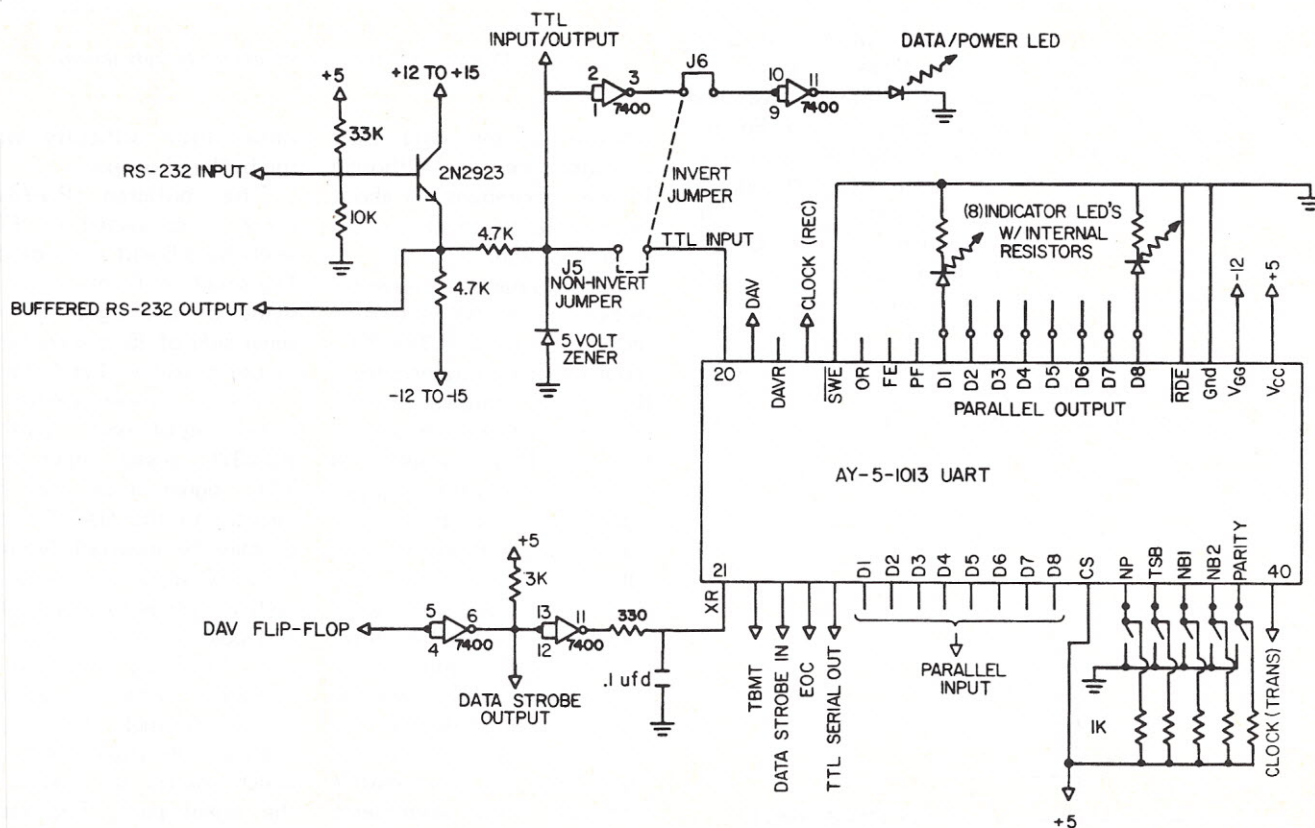 TTL
INPUT/OUTPUT
DATA/POWER LED
+5
+12 TO +15
2
3
1
7400
J6
10
11
9
7400
33K
RS-232 INPUT
2N2923
10K
INVERT
JUMPER
4.7K
TTL INPUT
J5
NON-INVERT
JUMPER
4.7K
BUFFERED RS-232 OUTPUT
5 VOLT
ZENER
-12 TO -15
DAV
CLOCK (REC)
(8) INDICATOR LED'S
W/ INTERNAL
RESISTORS
-12
+5
20
DAVR
SWE
OR
FE
PF
D1
D2
D3
D4
D5
D6
D7
D8
RDE
Gnd
VGG
VCC
PARALLEL OUTPUT
AY-5-1013 UART
21
XR
D1
D2
D3
D4
D5
D6
D7
D8
CS
NP
TSB
NB1
NB2
PARITY
40
+5
3K
DAV FLIP-FLOP
5
6
4
7400
13
11
12
7400
330
.1 ufd
DATA STROBE
OUTPUT
TBMT
DATA STROBE IN
EOC
TTL SERIAL OUT
PARALLEL
INPUT
1K
CLOCK (TRANS)
+5